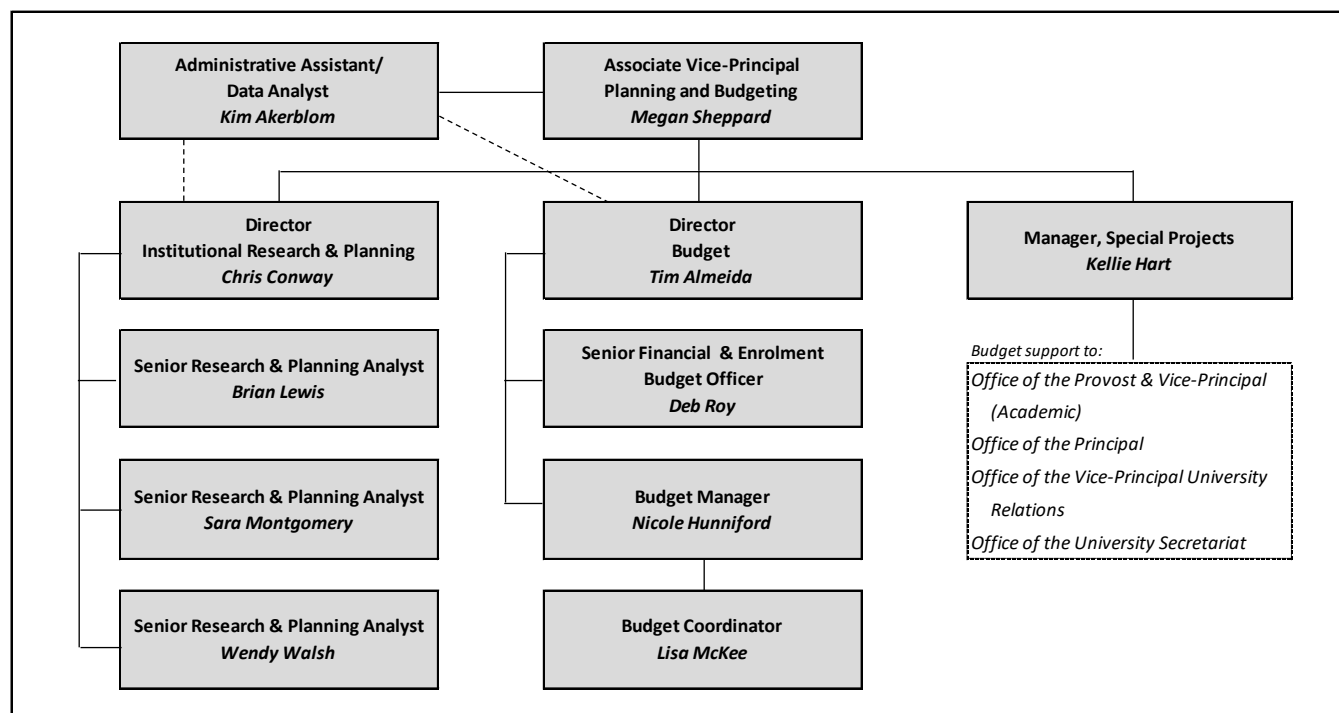 Administrative Assistant/
Data Analyst
Kim Akerblom
Associate Vice-Principal
Planning and Budgeting
Megan Sheppard
Director
Institutional Research & Planning
Chris Conway
Director
Budget
Tim Almeida
Manager, Special Projects
Kellie Hart
Senior Research & Planning Analyst
Brian Lewis
Senior Financial & Enrolment
Budget Officer
Deb Roy
Budget support to:
Office of the Provost & Vice-Principal
(Academic)
Office of the Principal
Office of the Vice-Principal University
Relations
Office of the University Secretariat
Senior Research & Planning Analyst
Sara Montgomery
Budget Manager
Nicole Hunniford
Senior Research & Planning Analyst
Wendy Walsh
Budget Coordinator
Lisa McKee